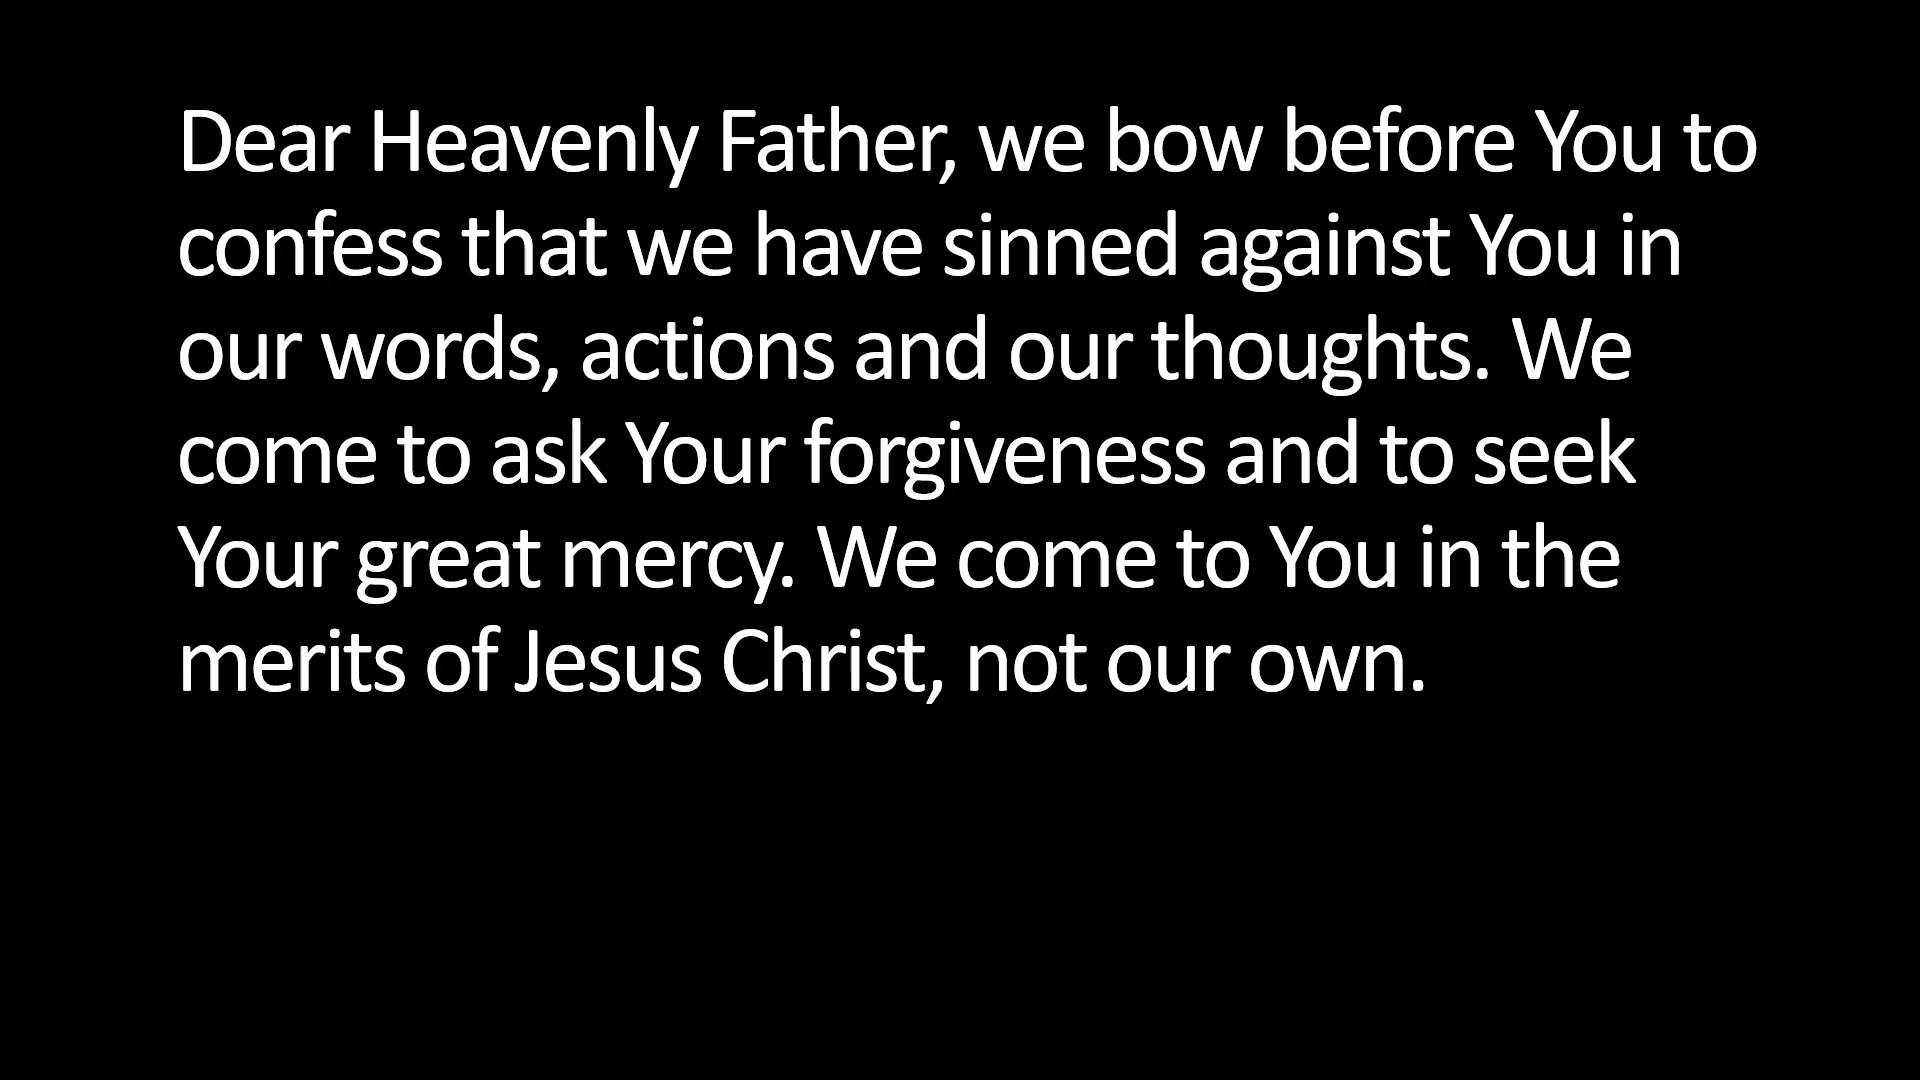 Dear Heavenly Father, we bow before You to
confess that we have sinned against You in
our words, actions and our thoughts. We
come to ask Your forgiveness and to seek
Your great mercy. We come to You in the
merits of Jesus Christ, not our own.